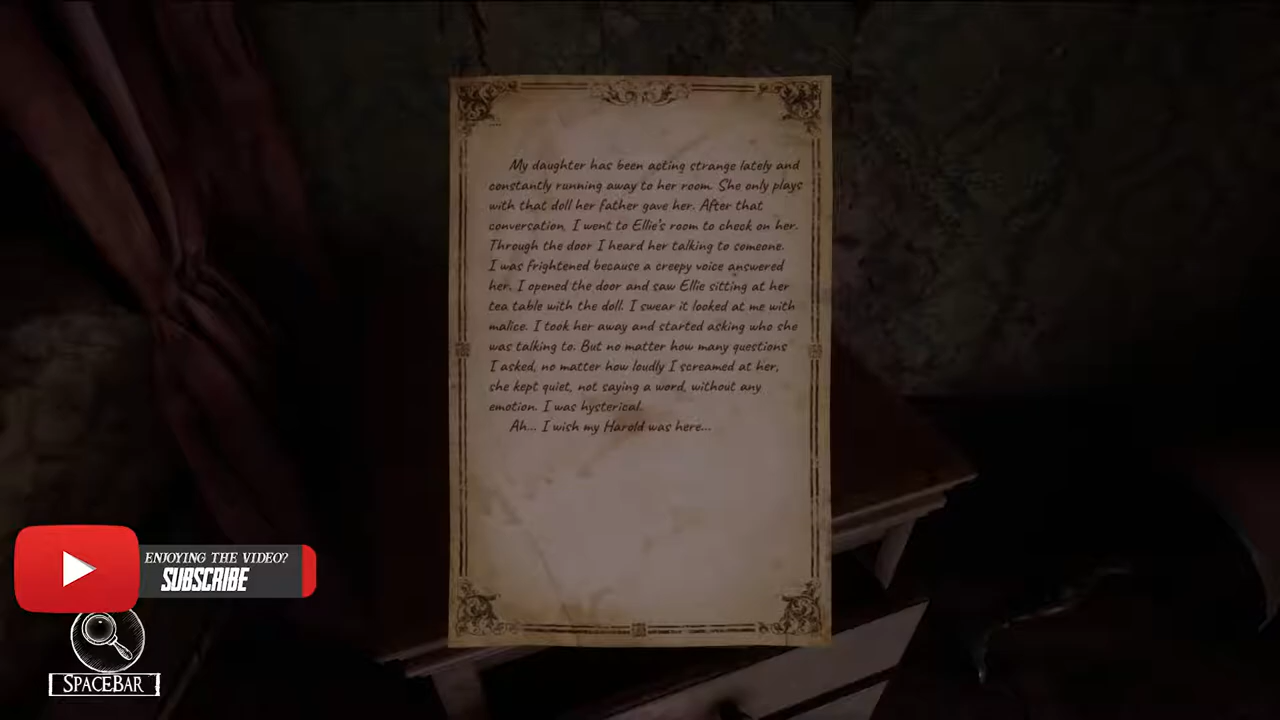 My daughter has been acting strange lately and
constantly running away to her room. She only plays
with that doll her father gave her. After that
conversation, I went to Ellie's room to check on her.
Through the door I heard her talking to someone.
I was frightened because a creepy voice answered
her. I opened the door and saw Ellie sitting at her
tea table with the doll. I swear it looked at me with
malice. I took her away and started asking who she
was talking to. But no matter how many questions
I asked, no matter how loudly I screamed at her,
she kept quiet, not saying a word, without any
emotion. I was hysterical.
Ah... I wish my Harold was here...
ENJOYING THE VIDEO?
SUBSCRIBE
SPACEBAR